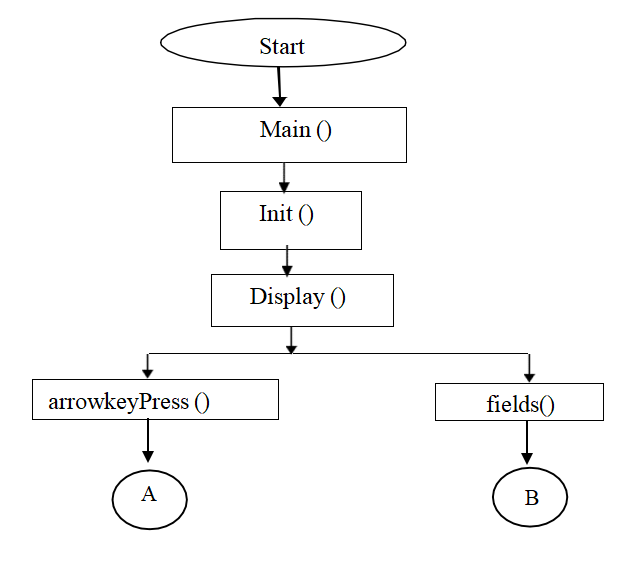 Start
Main ()
Init ()
Display ()
arrowkeyPress ()
fields()
A
B